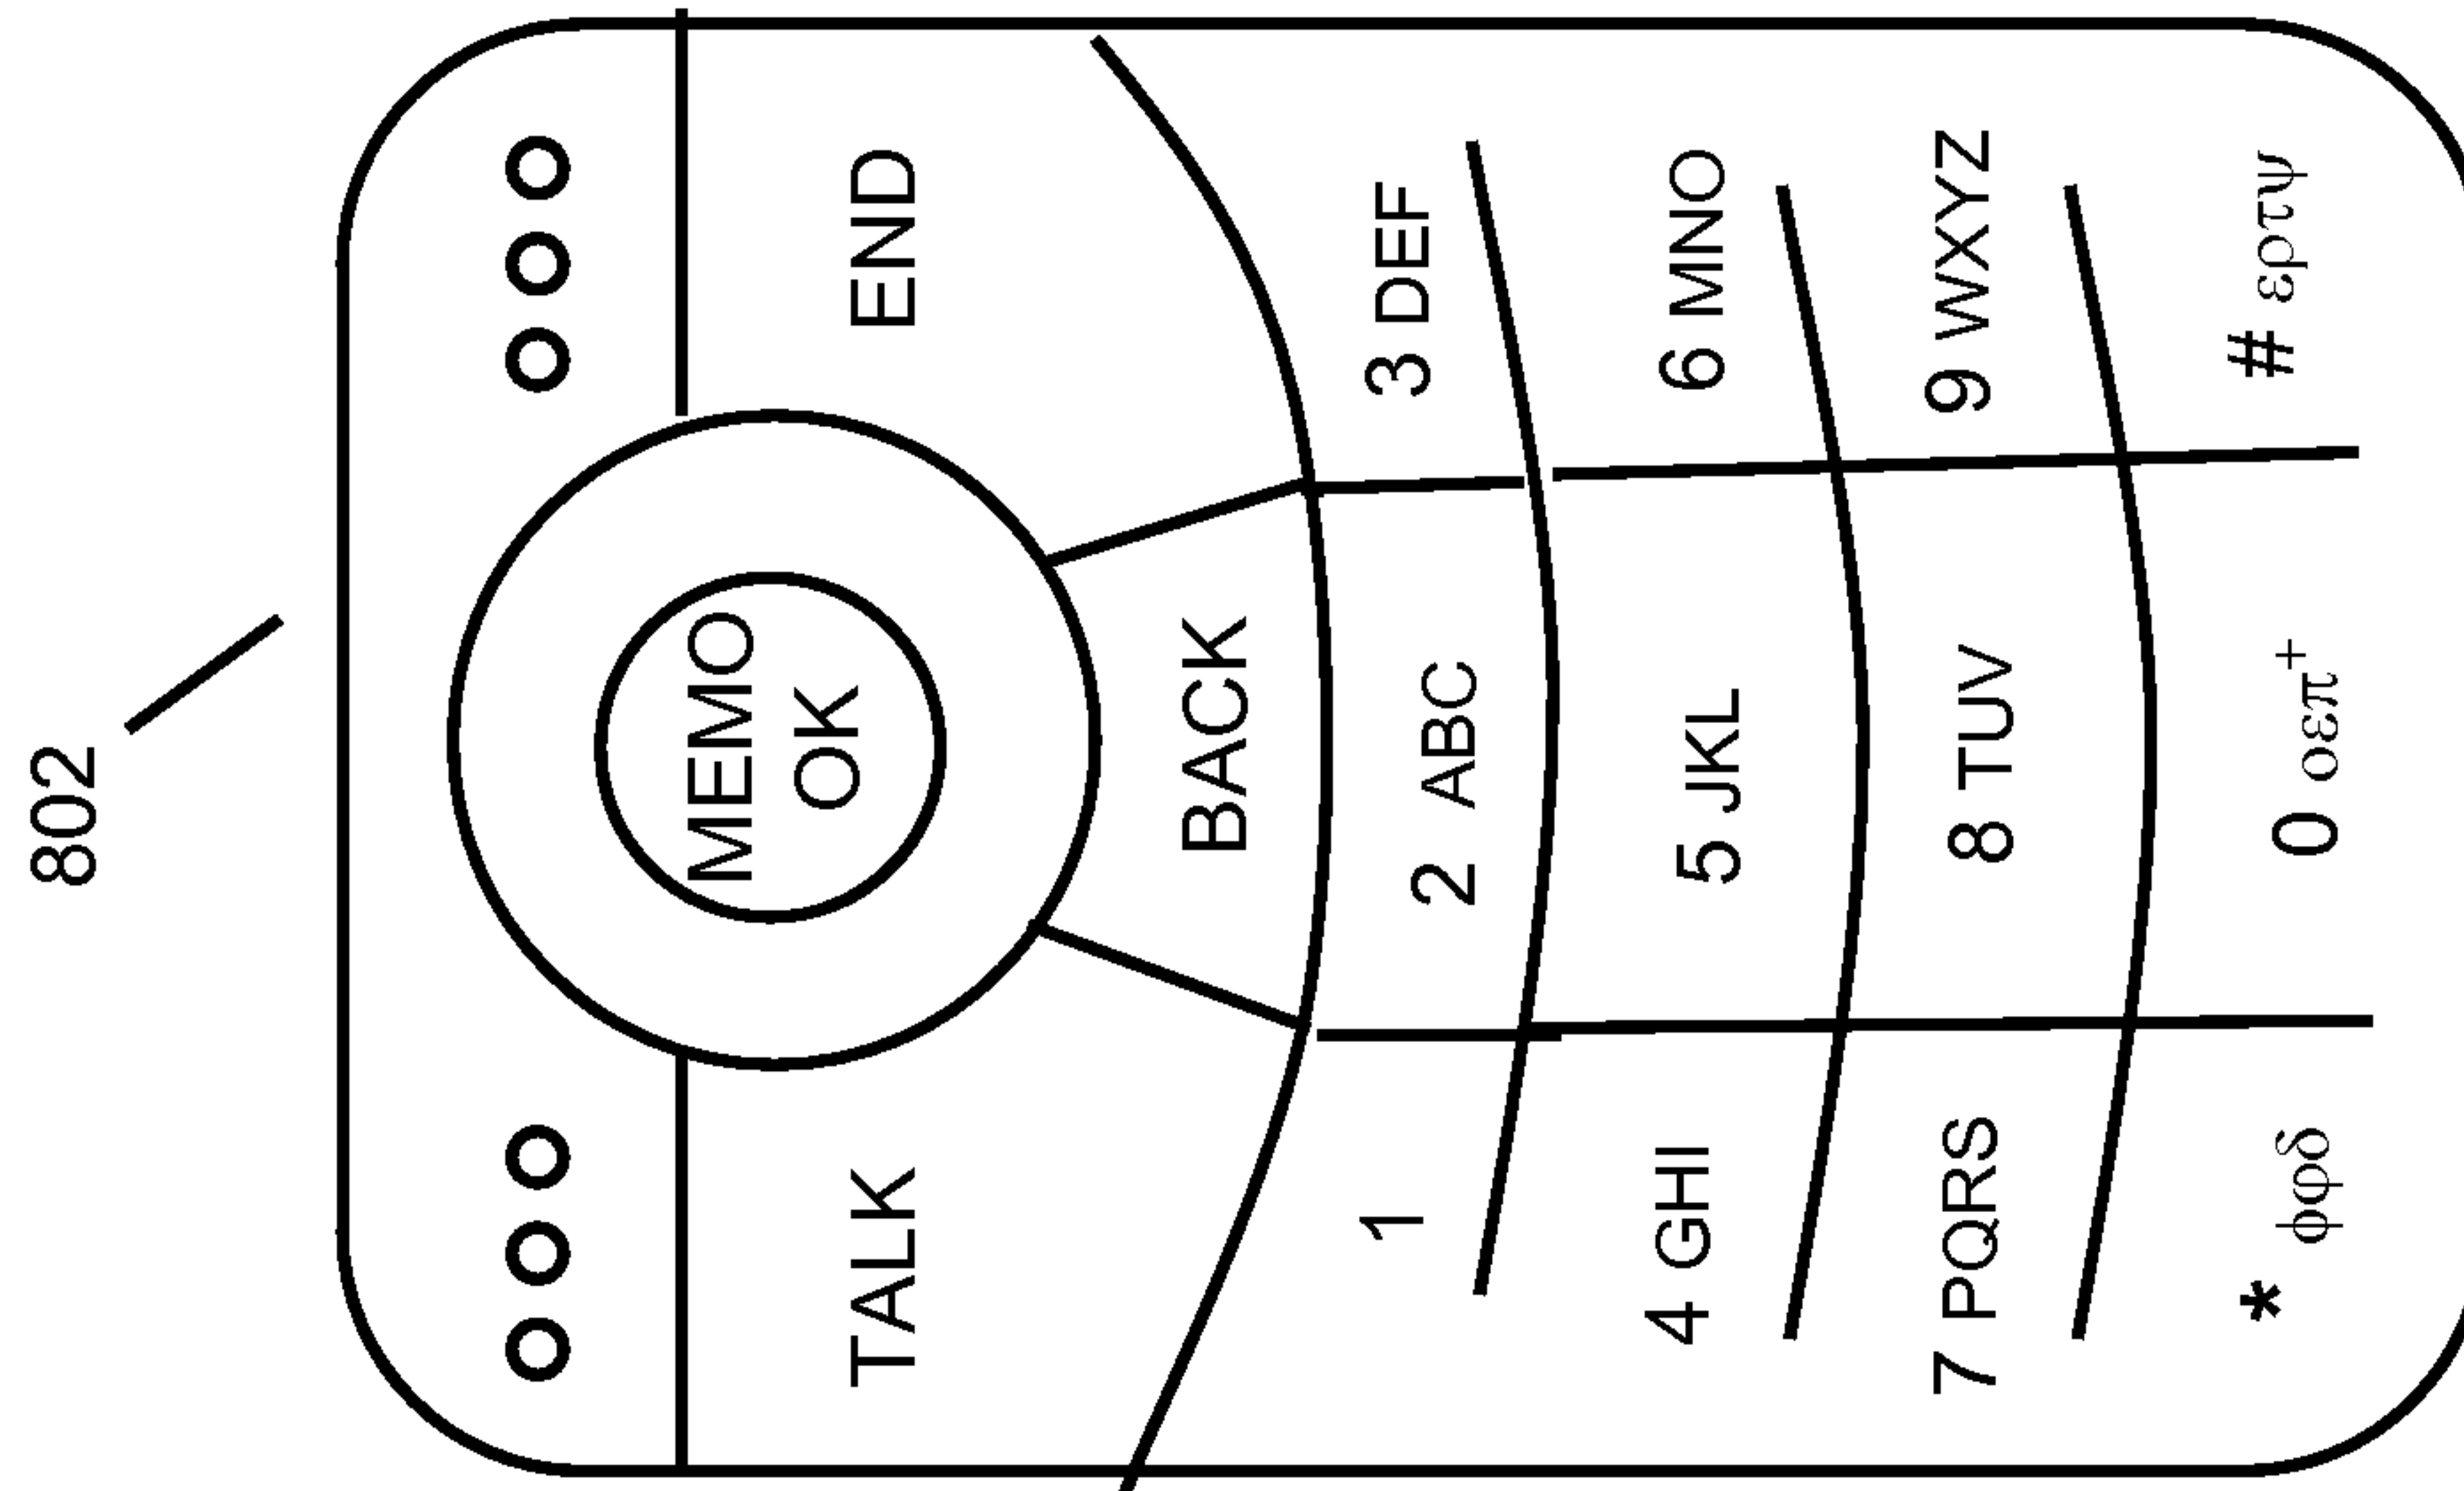 802
MEMO
OK
TALK
END
BACK
1
2 ABC
3 DEF
4 GHI
5 JKL
6 MNO
7 PQRS
8 TUV
9 WXYZ
* φφδ
0 οεπ+
# ερπψ